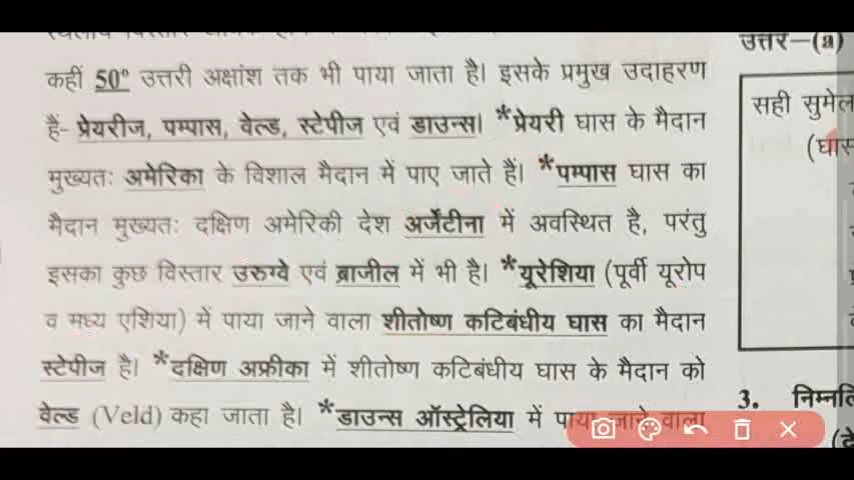 कहीं 50° उत्तरी अक्षांश तक भी पाया जाता है। इसके प्रमुख उदाहरण
हैं- प्रेयरीज, पम्पास, वेल्ड, स्टेपीज एवं डाउन्स। *प्रेयरी घास के मैदान
मुख्यतः अमेरिका के विशाल मैदान में पाए जाते हैं। *पम्पास घास का
मैदान मुख्यतः दक्षिण अमेरिकी देश अर्जेंटीना में अवस्थित है, परंतु
इसका कुछ विस्तार उरुग्वे एवं ब्राजील में भी है। *यूरेशिया (पूर्वी यूरोप
व मध्य एशिया) में पाया जाने वाला शीतोष्ण कटिबंधीय घास का मैदान
स्टेपीज है। *दक्षिण अफ्रीका में शीतोष्ण कटिबंधीय घास के मैदान को
वेल्ड (Veld) कहा जाता है। *डाउन्स ऑस्ट्रेलिया में पाया जाने वाला
उत्तर–(a)
सही सुमेल
(घास
3. निम्नलि